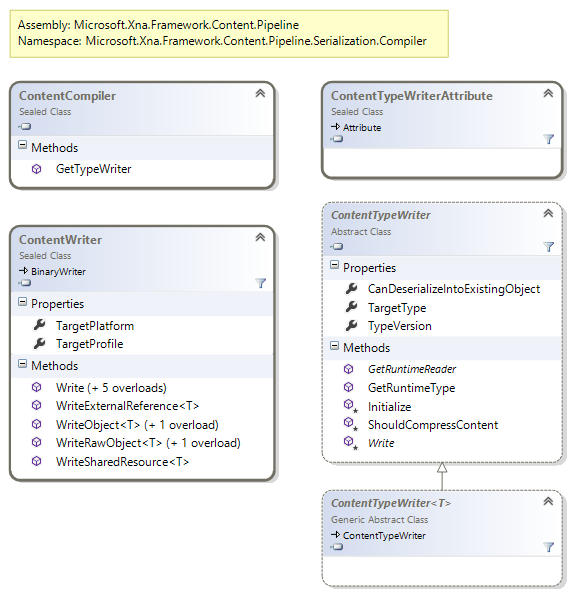 Assembly: Microsoft.Xna.Framework.Content.Pipeline
Namespace: Microsoft.Xna.Framework.Content.Pipeline.Serialization.Compiler
ContentCompiler
Sealed Class
Methods
GetTypeWriter
ContentTypeWriterAttribute
Sealed Class
Attribute
ContentWriter
Sealed Class
BinaryWriter
Properties
TargetPlatform
TargetProfile
Methods
Write (+ 5 overloads)
WriteExternalReference<T>
WriteObject<T> (+ 1 overload)
WriteRawObject<T> (+ 1 overload)
WriteSharedResource<T>
ContentTypeWriter
Abstract Class
Properties
CanDeserializeIntoExistingObject
TargetType
TypeVersion
Methods
GetRuntimeReader
GetRuntimeType
Initialize
ShouldCompressContent
Write
ContentTypeWriter<T>
Generic Abstract Class
ContentTypeWriter